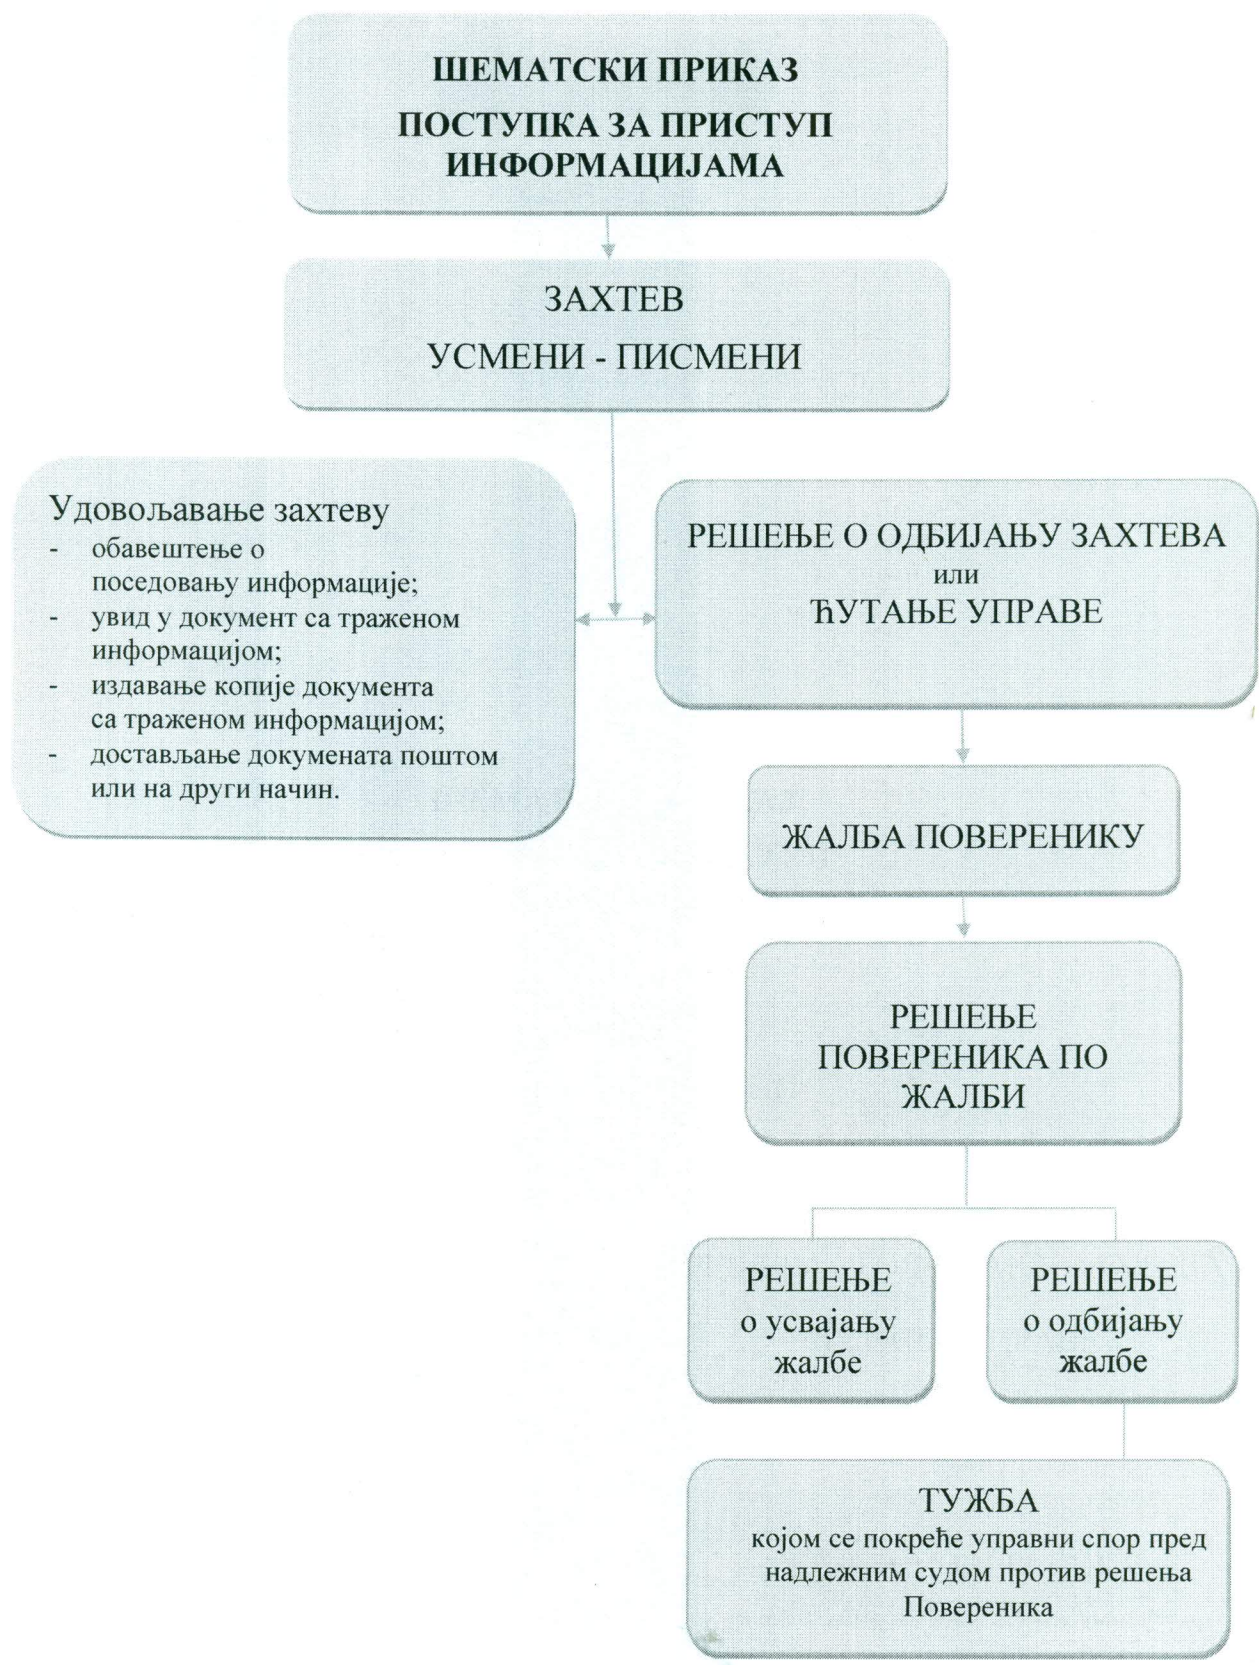 ШЕМАТСКИ ПРИКАЗ
ПОСТУПКА ЗА ПРИСТУП
ИНФОРМАЦИЈАМА
ЗАХТЕВ
УСМЕНИ - ПИСМЕНИ
Удовољавање захтеву
- обавештење о
поседовању информације;
- увид у документ са траженом
информацијом;
- издавање копије документа
са траженом информацијом;
- достављање докумената поштом
или на други начин.
РЕШЕЊЕ О ОДБИЈАЊУ ЗАХТЕВА
или
ЋУТАЊЕ УПРАВЕ
ЖАЛБА ПОВЕРЕНИКУ
РЕШЕЊЕ
ПОВЕРЕНИКА ПО
ЖАЛБИ
РЕШЕЊЕ
о усвајању
жалбе
РЕШЕЊЕ
о одбијању
жалбе
ТУЖБА
којом се покреће управни спор пред
надлежним судом против решења
Повереника